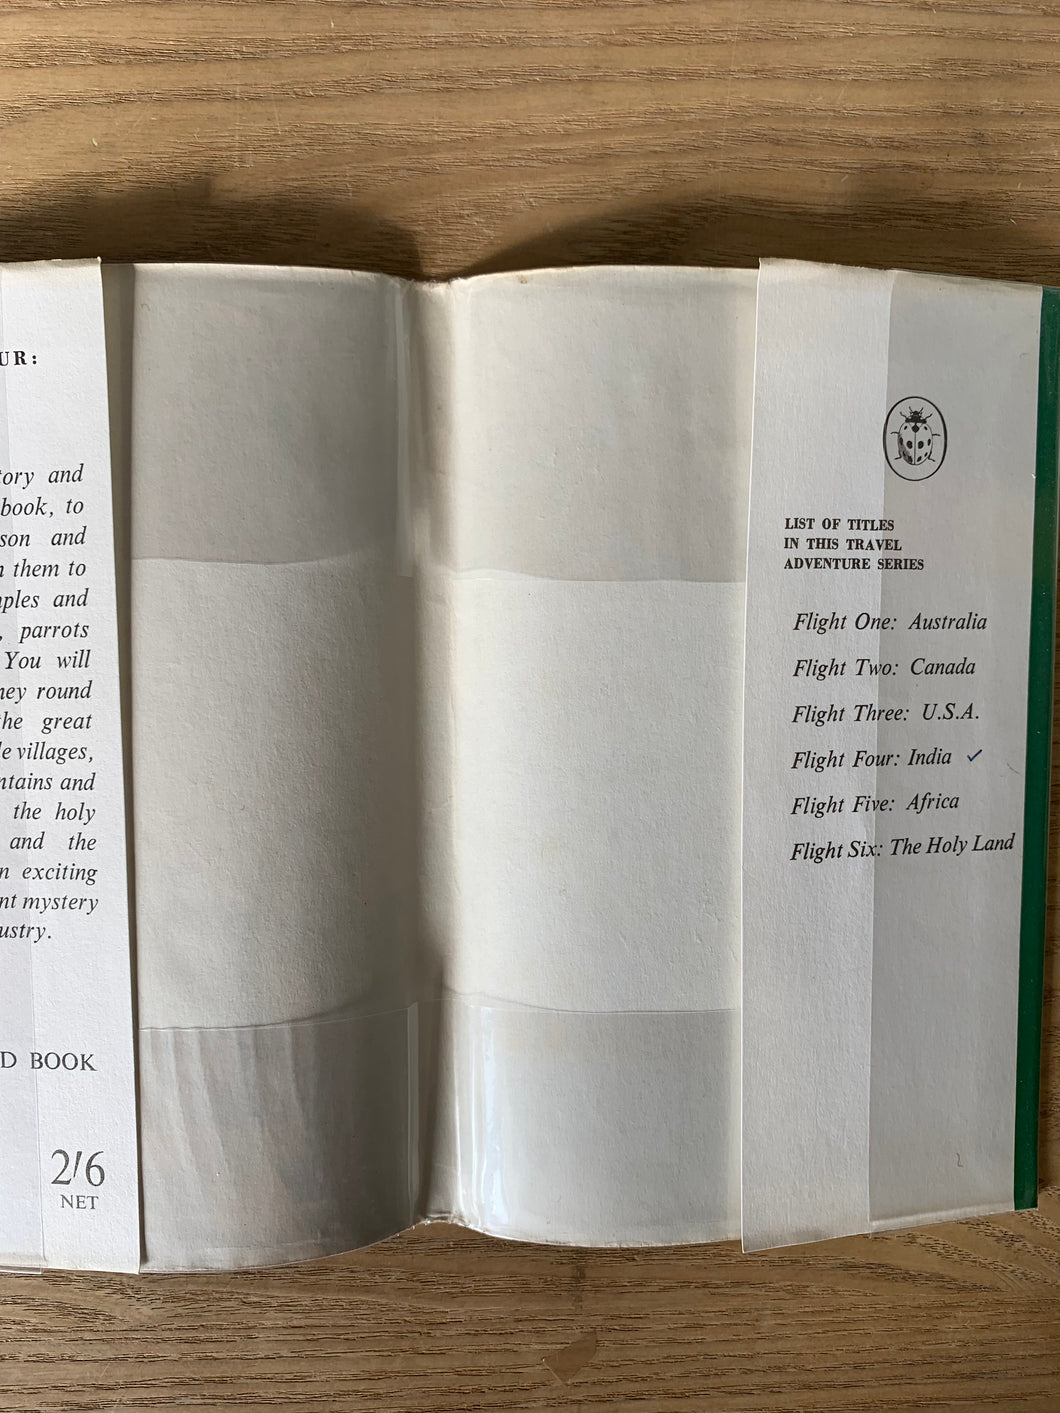 UR:
tory and
book, to
son and
n them to
ples and
, parrots
You will
ney round
the great
le villages,
ntains and
the holy
and the
n exciting
nt mystery
ustry.
D BOOK
2/6
NET
LIST OF TITLES
IN THIS TRAVEL
ADVENTURE SERIES
Flight One: Australia
Flight Two: Canada
Flight Three: U.S.A.
Flight Four: India ✓
Flight Five: Africa
Flight Six: The Holy Land